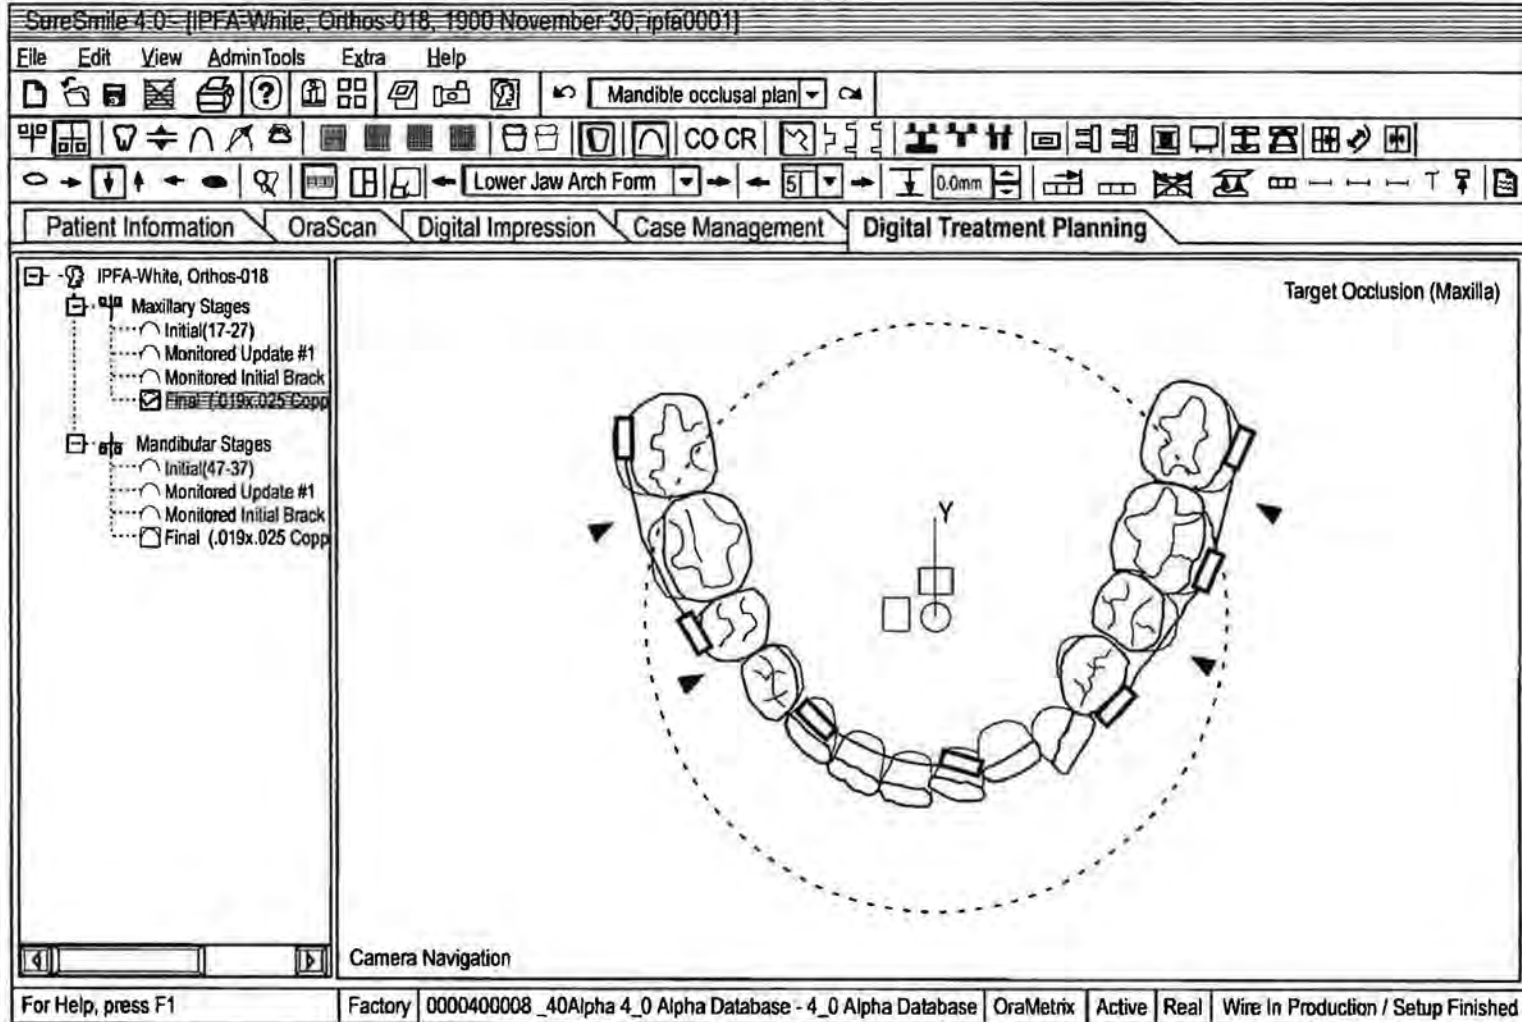 SureSmile 4.0 - [IPFA-White, Orthos-018, 1900 November 30, ipfa0001]
File Edit View AdminTools Extra Help
Mandible occlusal plan
CO CR
Lower Jaw Arch Form 5 0.0mm
Patient Information OraScan Digital Impression Case Management Digital Treatment Planning
IPFA-White, Orthos-018
Maxillary Stages
Initial(17-27)
Monitored Update #1
Monitored Initial Brack
Final (.019x.025 Copp
Mandibular Stages
Initial(47-37)
Monitored Update #1
Monitored Initial Brack
Final (.019x.025 Copp
Target Occlusion (Maxilla)
Y
Camera Navigation
For Help, press F1 Factory 0000400008 _40Alpha 4_0 Alpha Database - 4_0 Alpha Database OraMetrix Active Real Wire In Production / Setup Finished